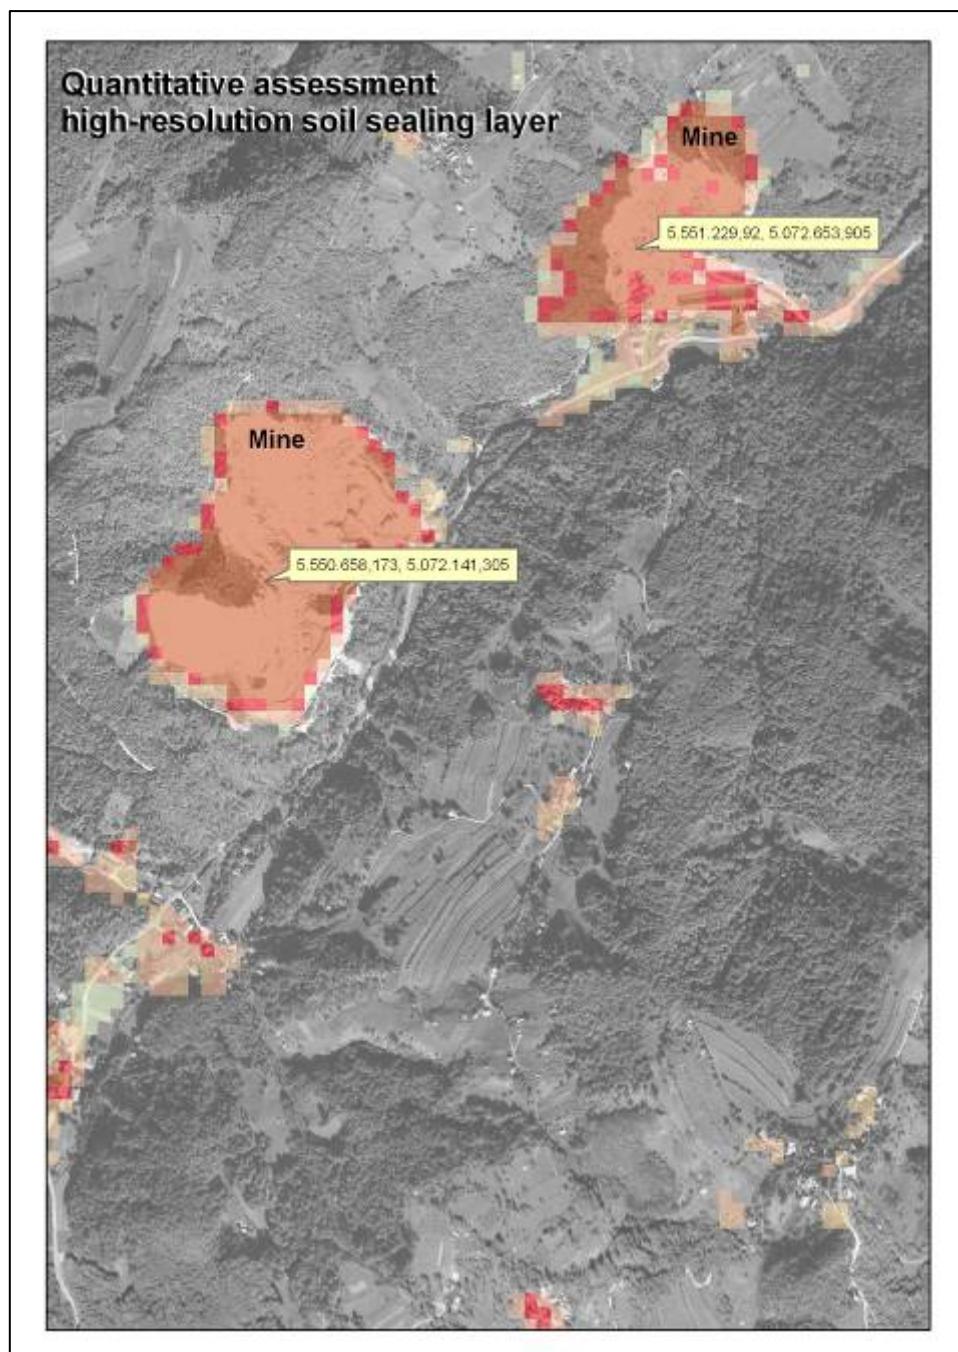 Quantitative assessment
high-resolution soil sealing layer
Mine
5.551.229,92, 5.072.653,905
Mine
5.550.658,173, 5.072.141,305